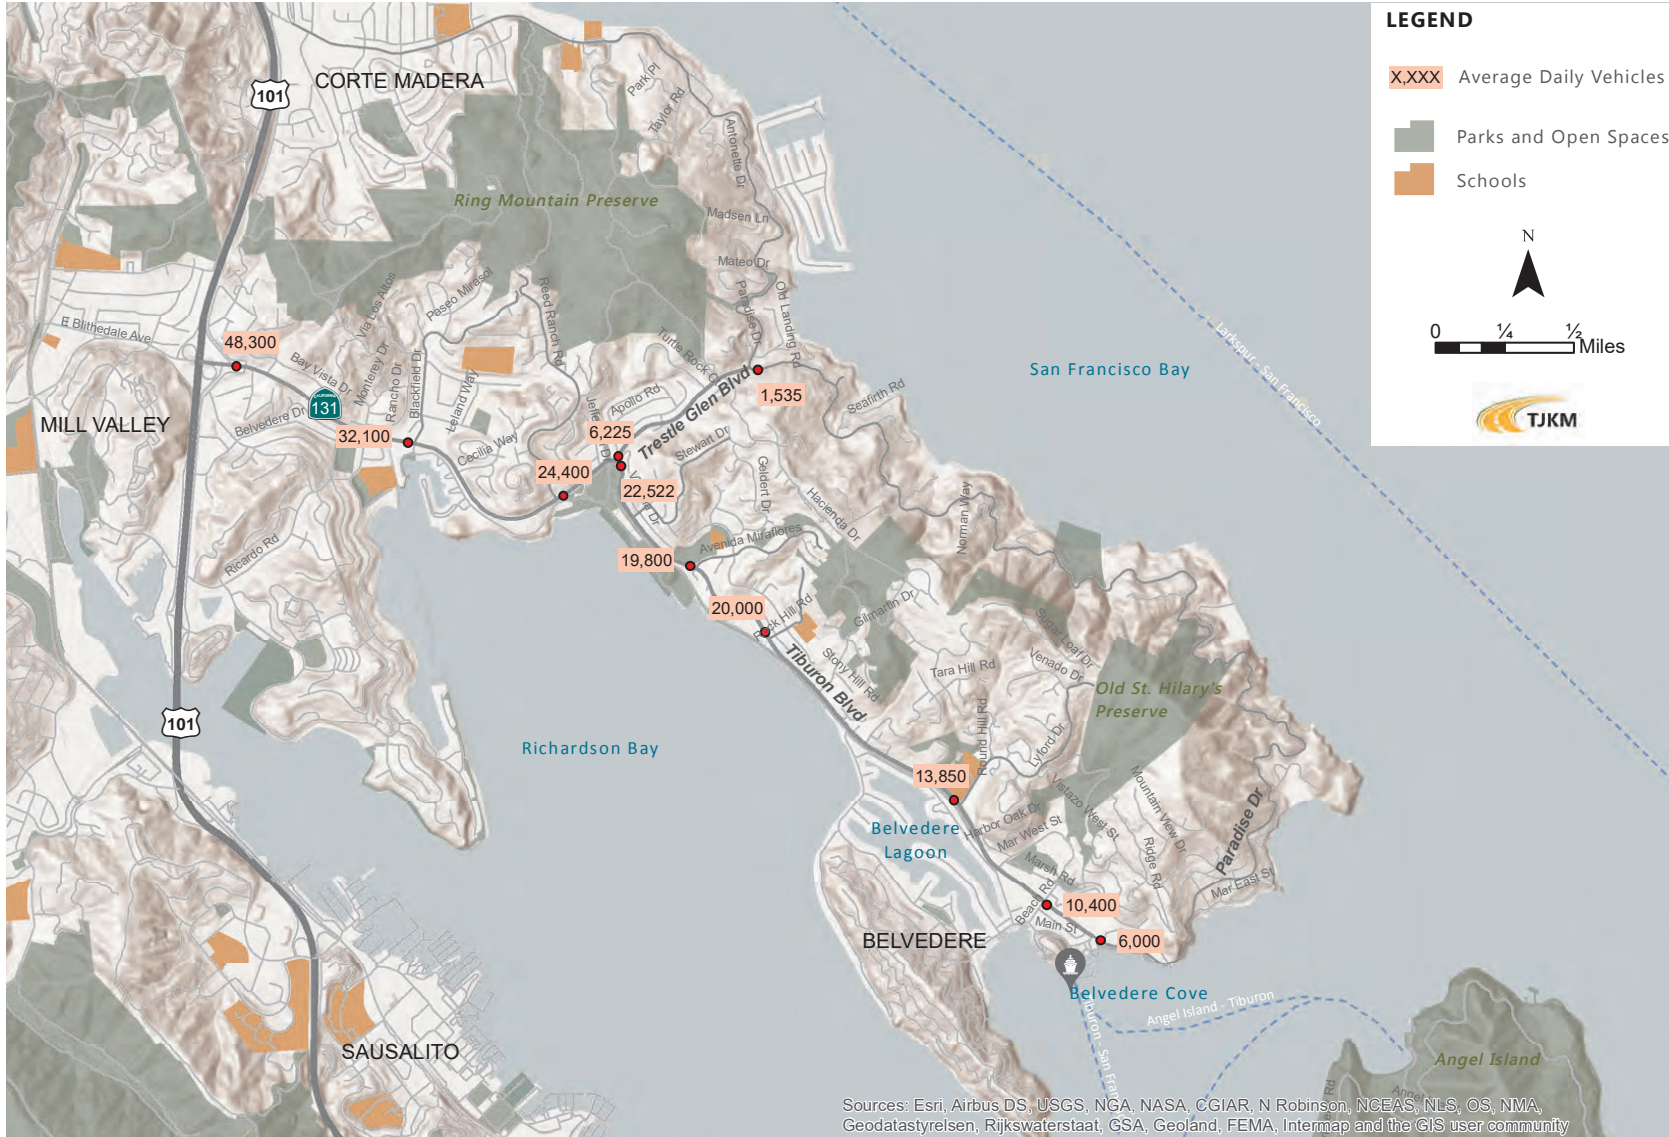 LEGEND
X,XXX Average Daily Vehicles
Parks and Open Spaces
Schools
N
0 ¼ ½
Miles
TJKM
CORTE MADERA
101
Park Pl
Taylor Rd
Antonette Dr
Ring Mountain Preserve
Madsen Ln
Mateo Dr
Paradise Dr
Old Landing Rd
Via Los Altos
Paseo Mirasol
Reed Ranch Rd
E Blithedale Ave
48,300
Bay Vista Dr
Monterey Dr
Rancho Dr
Blackfield Dr
Turtle Rock
San Francisco Bay
Larkspur - San Francisco
CALIFORNIA
131
Leland Way
Apollo Rd
Trestle Glen Blvd
1,535
Seafirth Rd
MILL VALLEY
Belvedere Dr
32,100
Cecilia Way
6,225
Stewart Dr
24,400
22,522
Geldert Dr
Hacienda Dr
Norman Way
Ricardo Rd
19,800
Avenida Miraflores
20,000
Hill Rd
Gilmartin Dr
Sugar Loaf Dr
Stony Hill Rd
Tara Hill Rd
Venado Dr
Old St. Hilary's
Preserve
Tiburon Blvd
101
Richardson Bay
Round Hill Rd
Lyford Dr
13,850
Vistazo West St
Mountain View Dr
Paradise Dr
Belvedere
Lagoon
Harbor Oak Dr
Mar West St
Marsh Rd
Ridge Rd
Mar East St
Beach Rd
10,400
Main St
BELVEDERE
6,000
Belvedere Cove
Angel Island - Tiburon
Tiburon - San Fran
SAUSALITO
Angel Island
Sources: Esri, Airbus DS, USGS, NGA, NASA, CGIAR, N Robinson, NCEAS, NLS, OS, NMA,
Geodatastyrelsen, Rijkswaterstaat, GSA, Geoland, FEMA, Intermap and the GIS user community